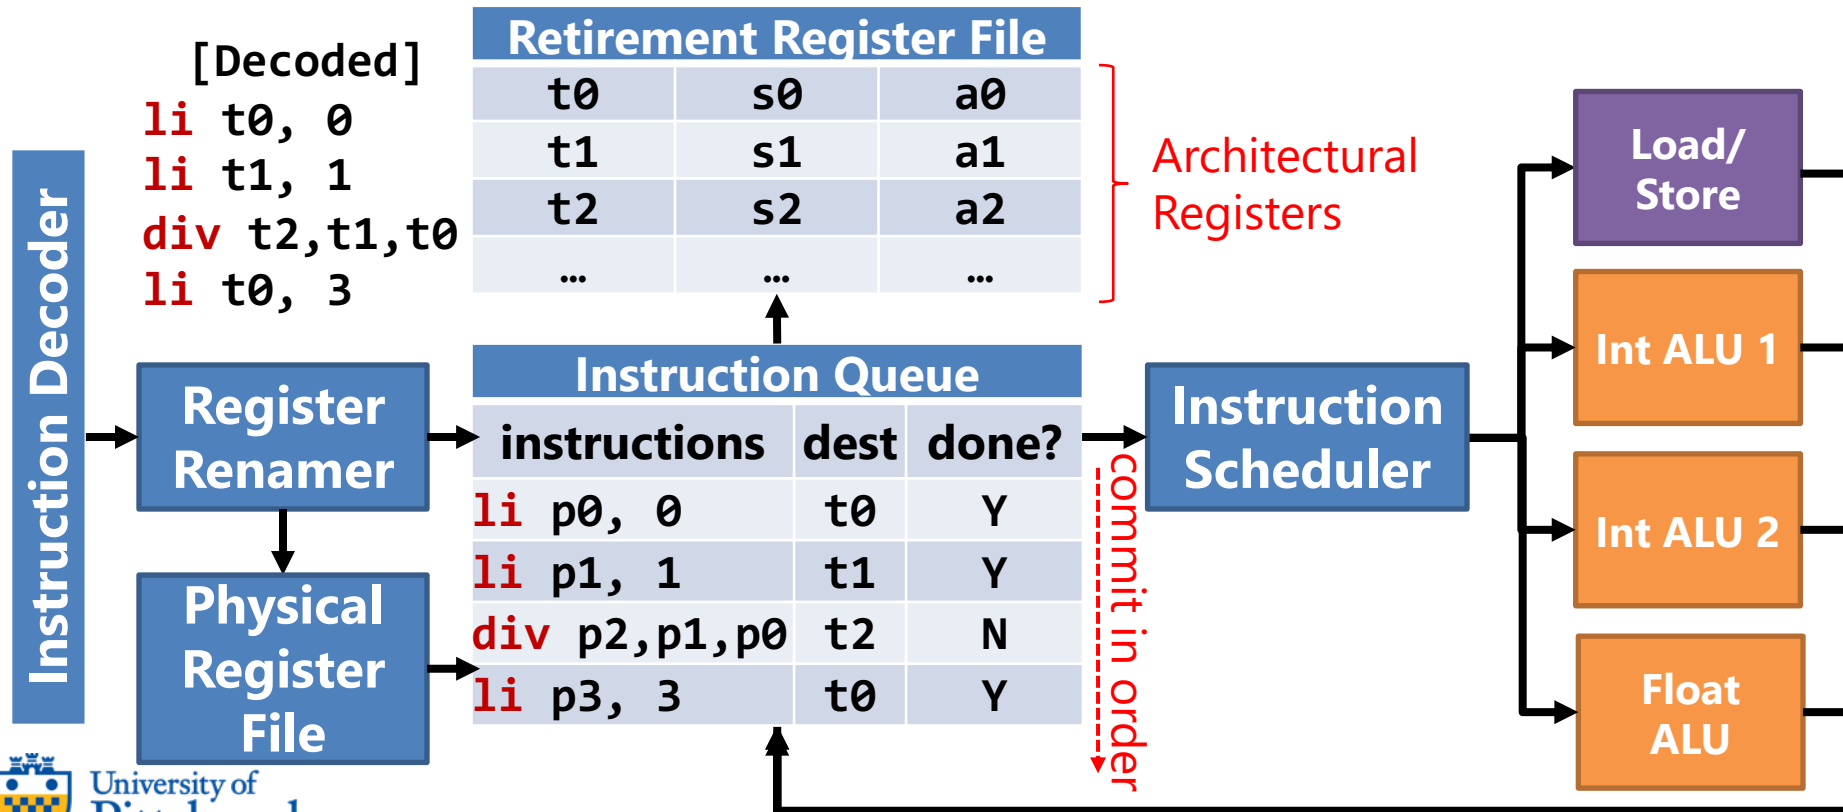 [Decoded]
li t0, 0
li t1, 1
div t2,t1,t0
li t0, 3
Instruction Decoder
Register
Renamer
Physical
Register
File
Retirement Register File
t0 s0 a0
t1 s1 a1
t2 s2 a2
… … …
Architectural
Registers
Instruction Queue
instructions dest done?
li p0, 0 t0 Y
li p1, 1 t1 Y
div p2,p1,p0 t2 N
li p3, 3 t0 Y
commit in order
Instruction
Scheduler
Load/
Store
Int ALU 1
Int ALU 2
Float
ALU
University of